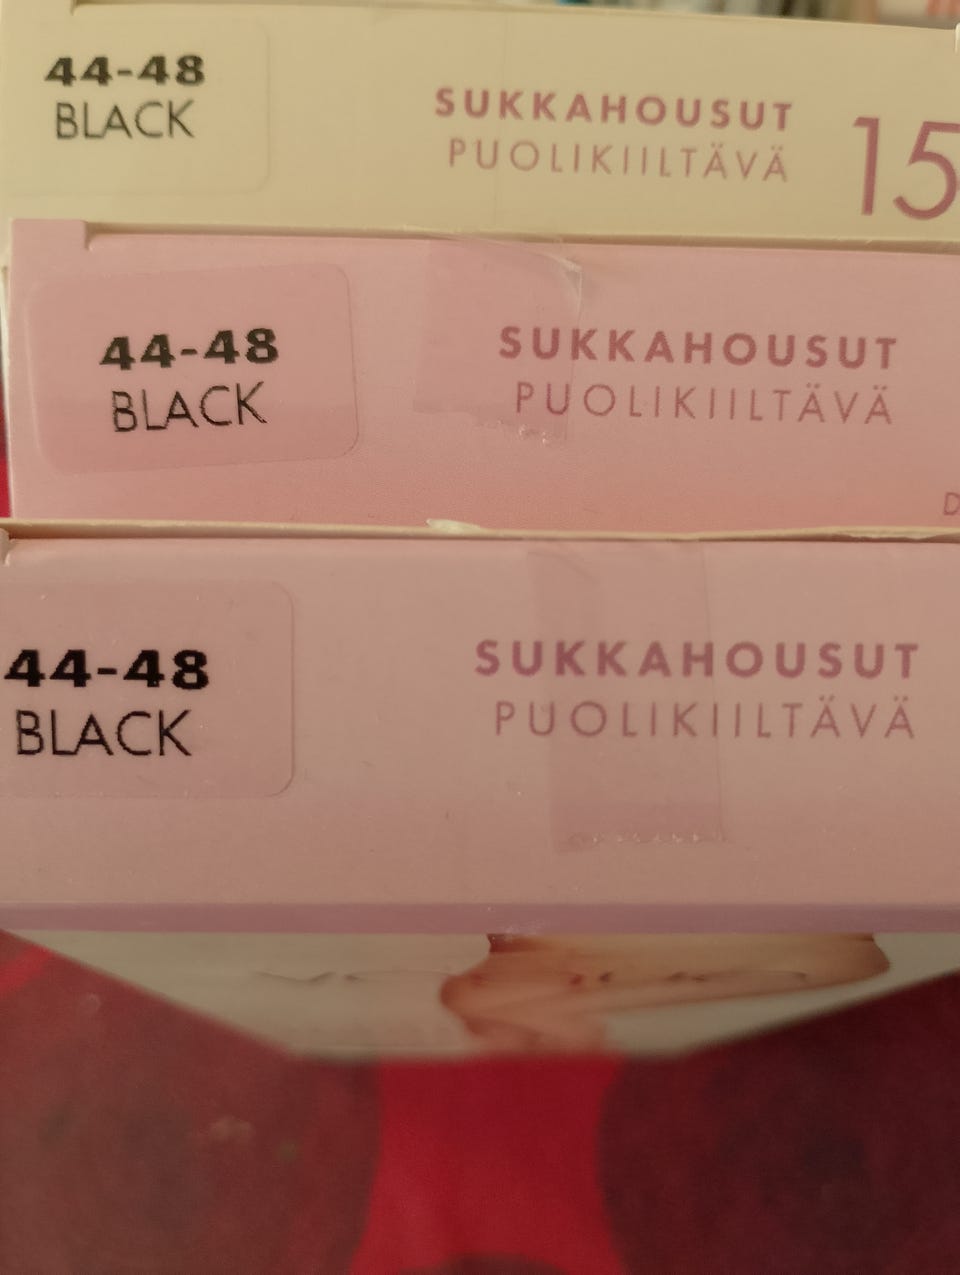 44-48
BLACK
SUKKAHOUSUT
PUOLIKIILTÄVÄ
15
44-48
BLACK
SUKKAHOUSUT
PUOLIKIILTÄVÄ
D
44-48
BLACK
SUKKAHOUSUT
PUOLIKIILTÄVÄ